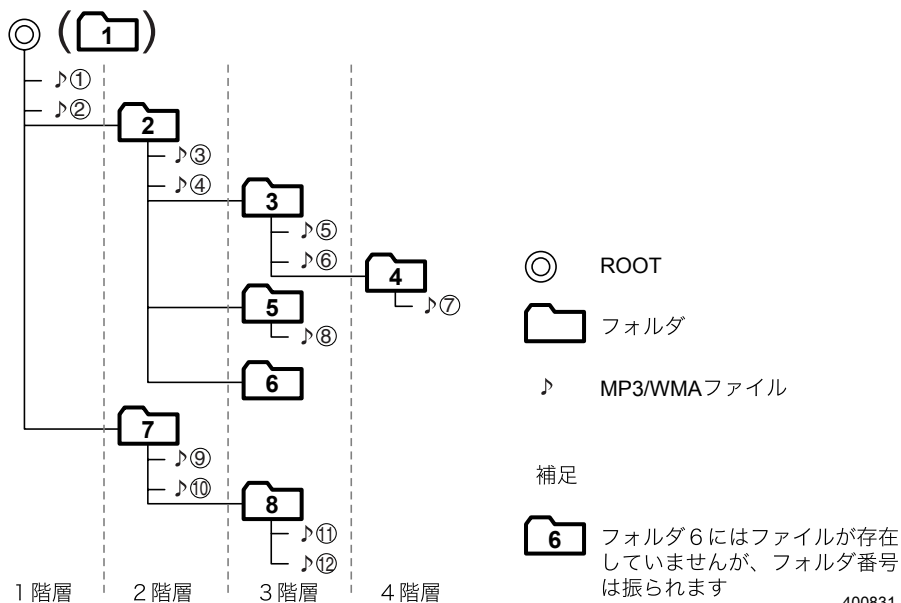 (1)
♪①
♪②
2
♪③
♪④
3
♪⑤
♪⑥
4
♪⑦
5
♪⑧
6
7
♪⑨
♪⑩
8
♪⑪
♪⑫
1階層 2階層 3階層 4階層
ROOT
フォルダ
♪ MP3/WMAファイル
補足
6 フォルダ6にはファイルが存在
していませんが、フォルダ番号
は振られます
400831